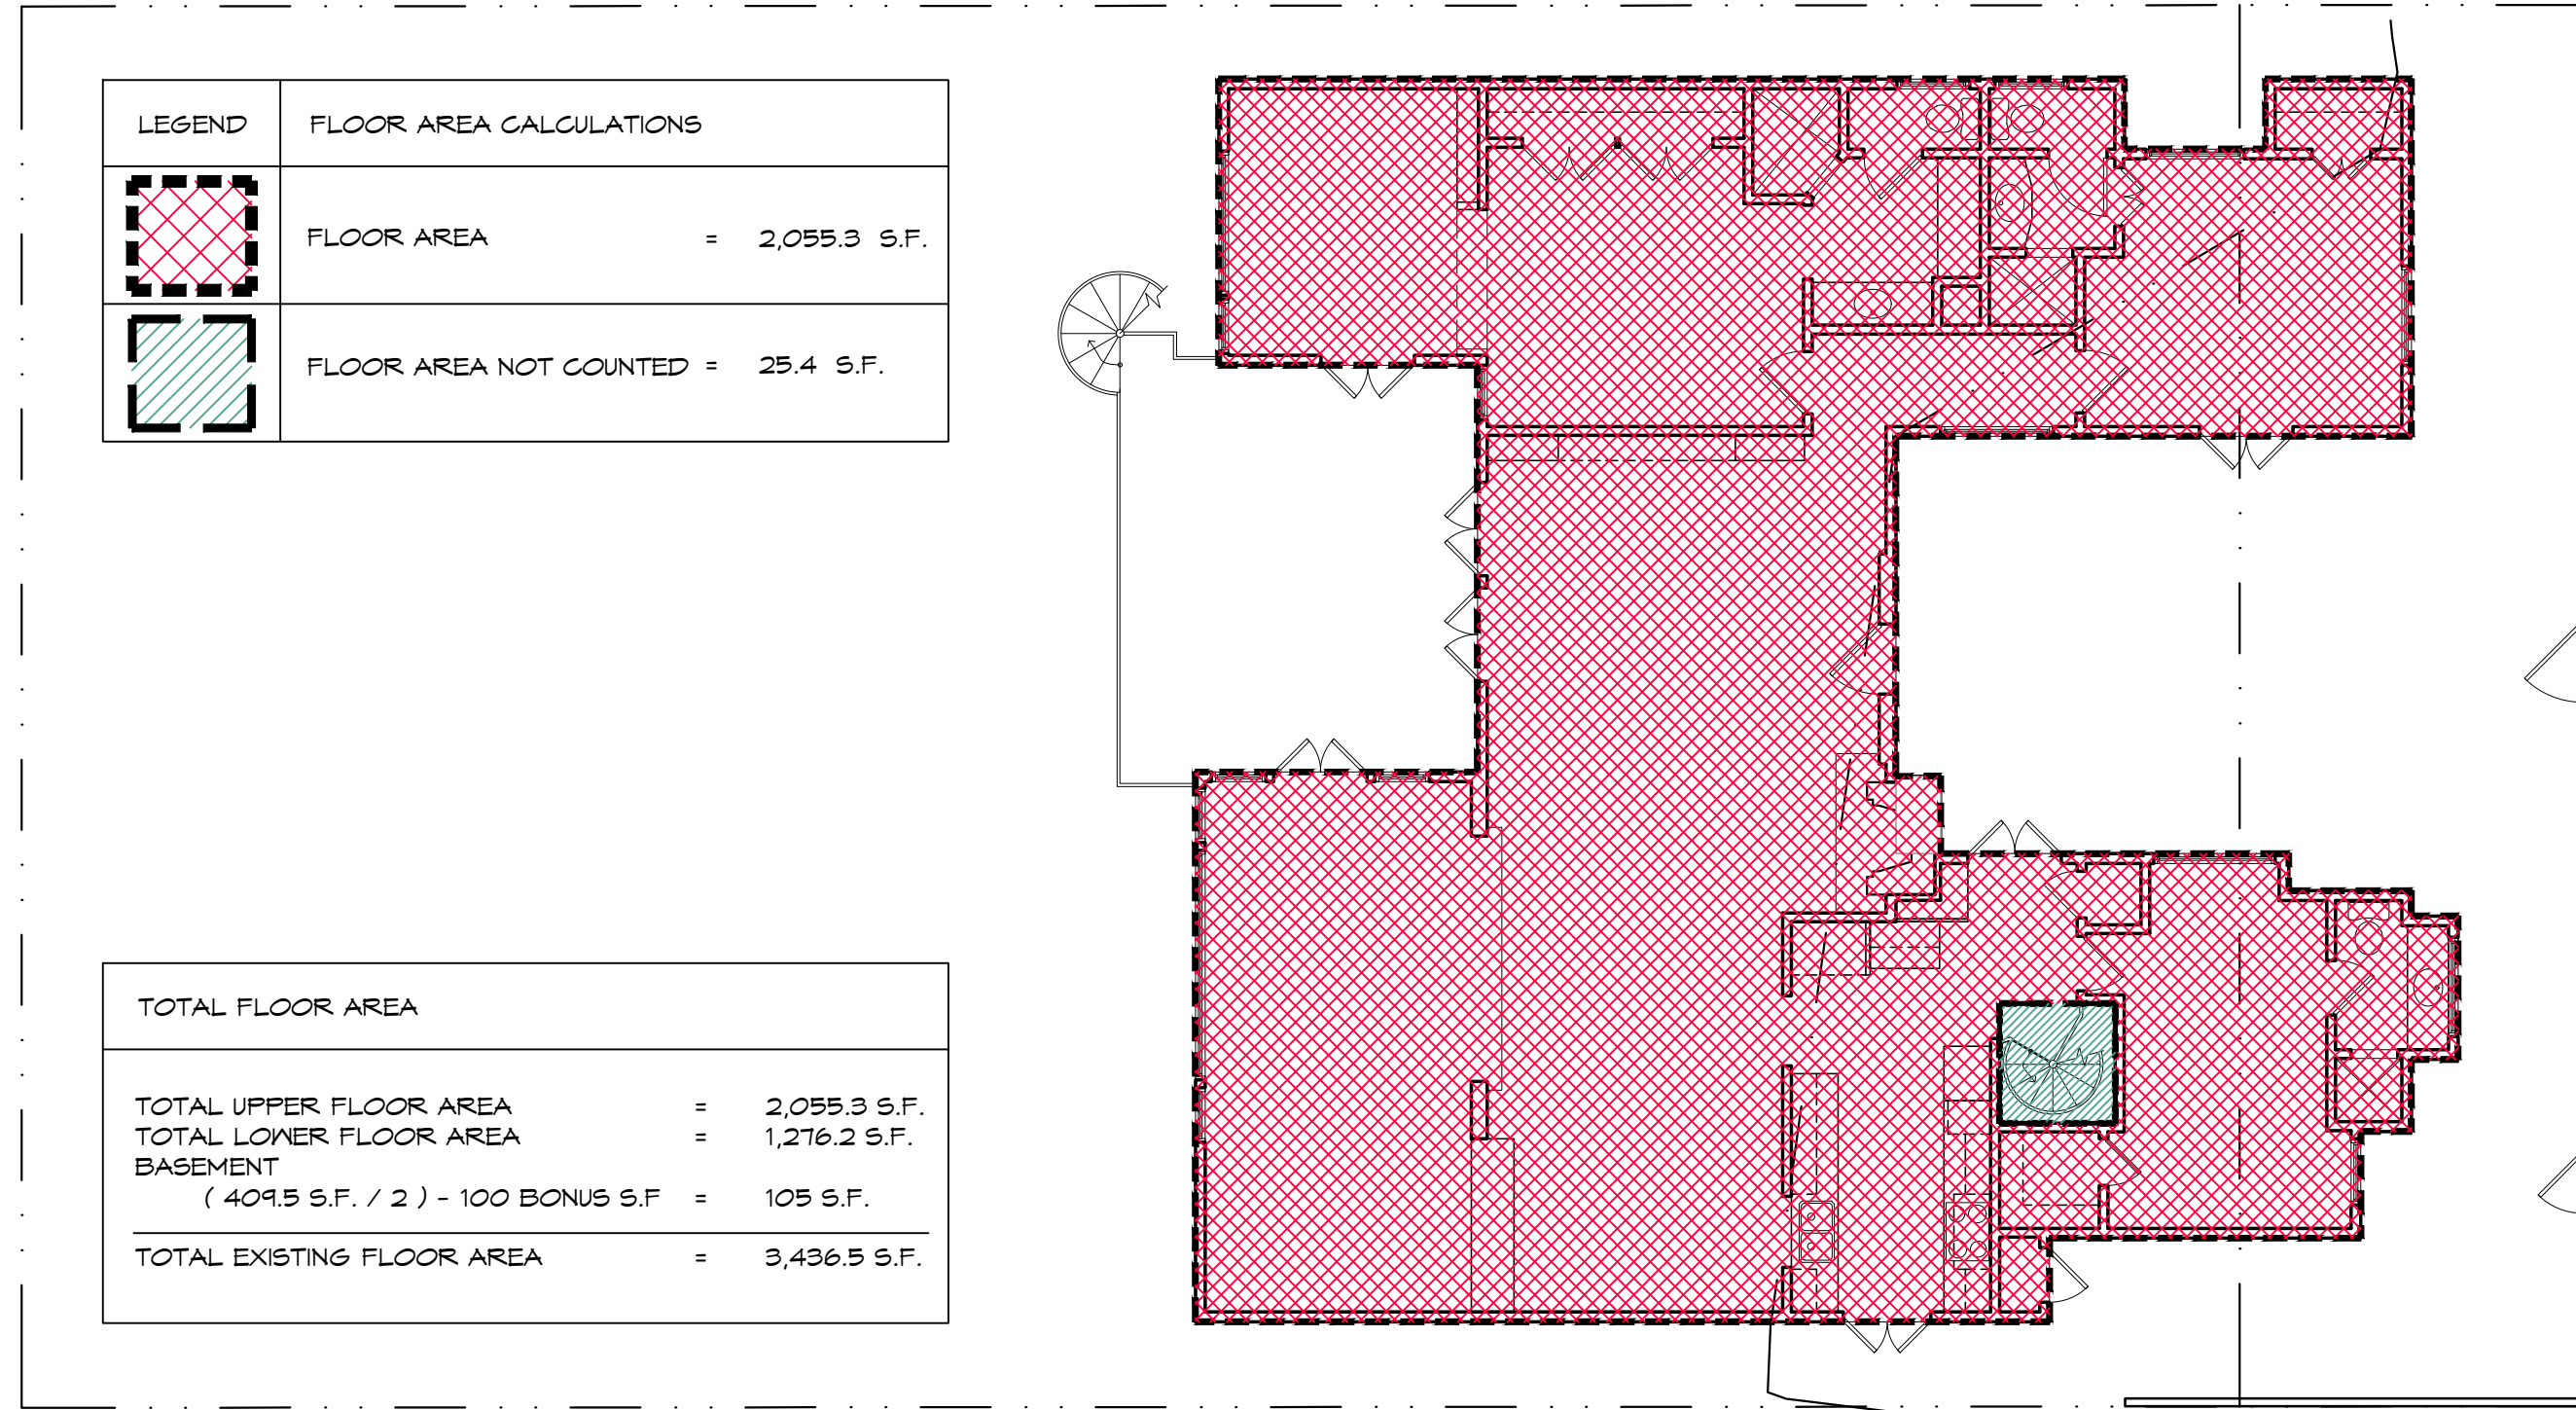 LEGEND FLOOR AREA CALCULATIONS
FLOOR AREA = 2,055.3 S.F.
FLOOR AREA NOT COUNTED = 25.4 S.F.
TOTAL FLOOR AREA
TOTAL UPPER FLOOR AREA = 2,055.3 S.F.
TOTAL LOWER FLOOR AREA = 1,276.2 S.F.
BASEMENT
( 409.5 S.F. / 2 ) - 100 BONUS S.F = 105 S.F.
TOTAL EXISTING FLOOR AREA = 3,436.5 S.F.